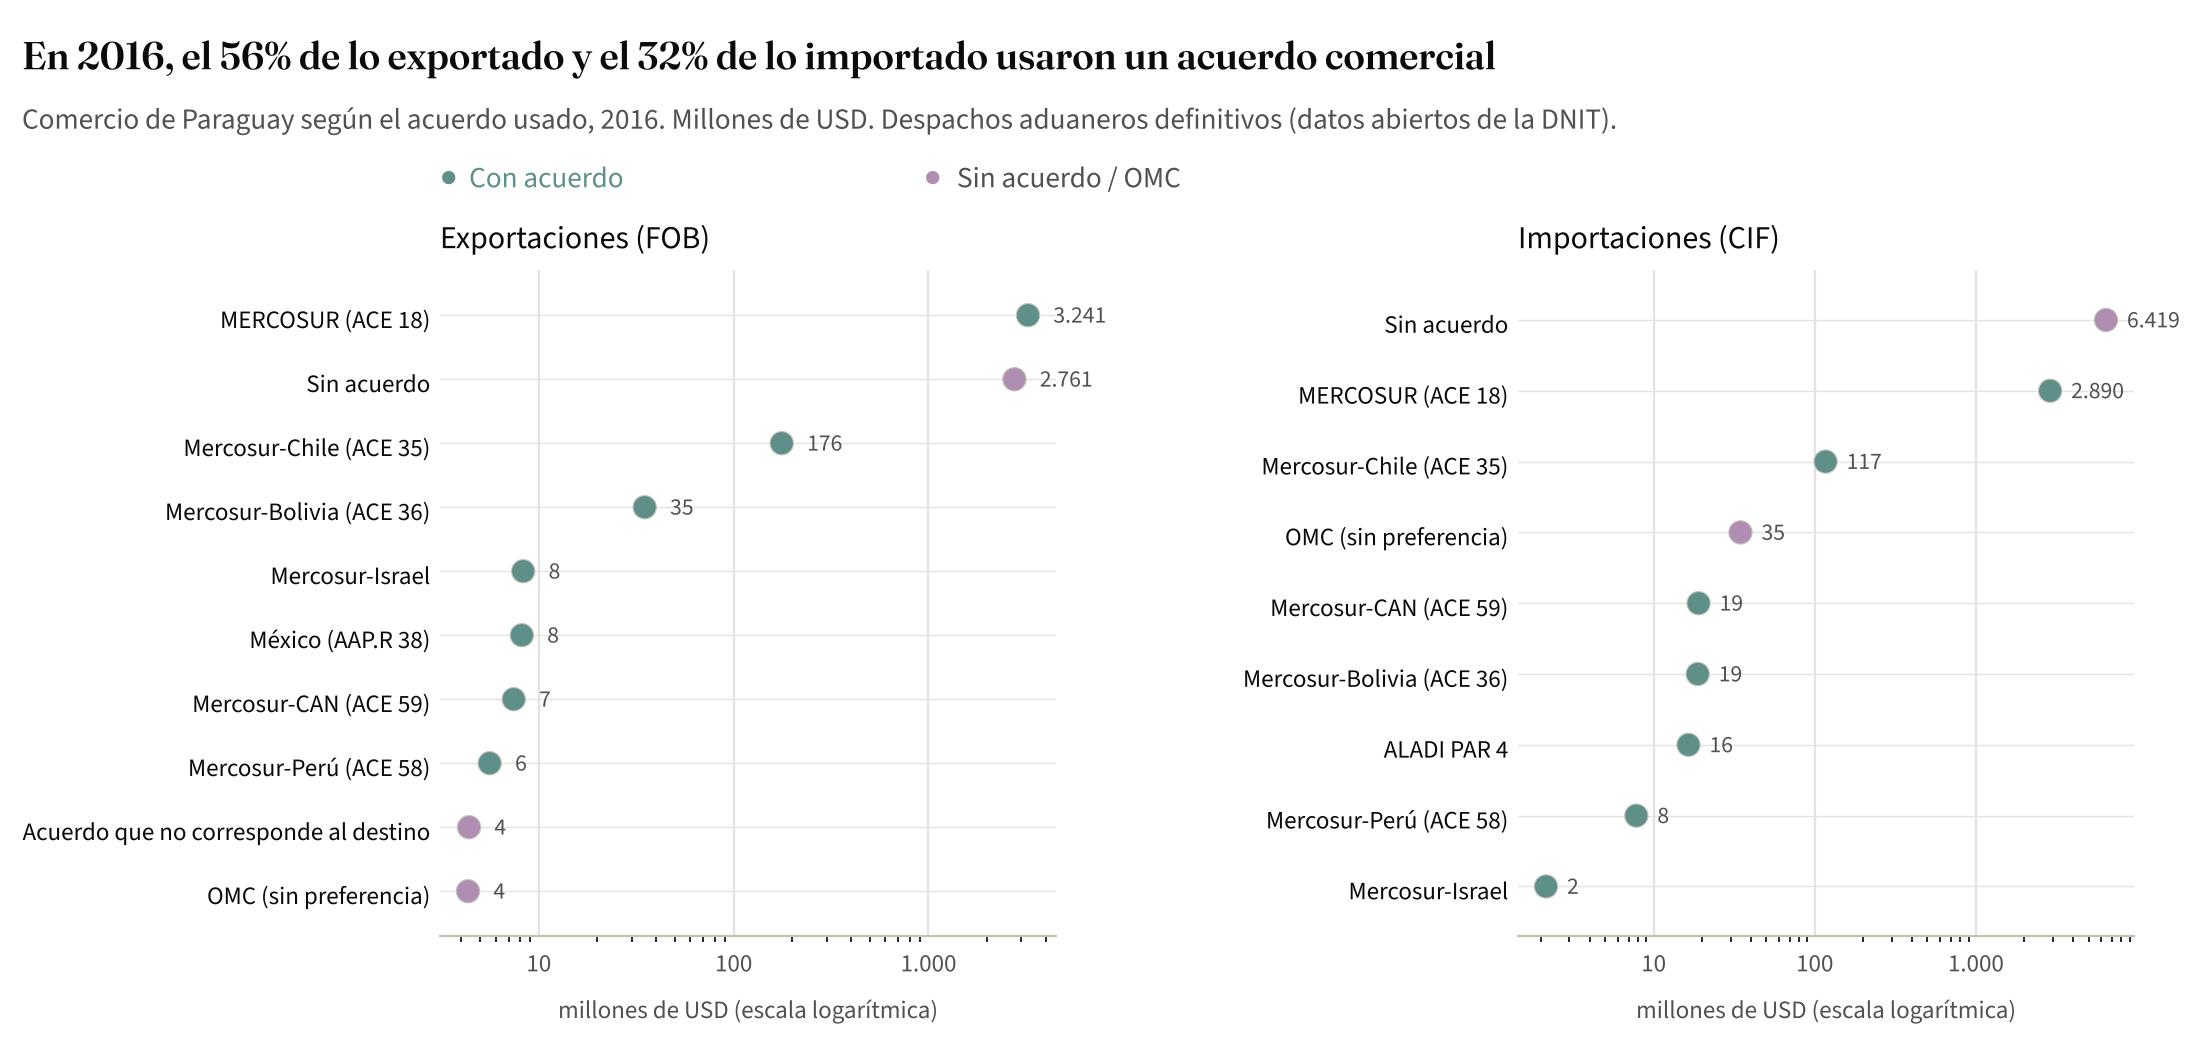 En 2016, el 56% de lo exportado y el 32% de lo importado usaron un acuerdo comercial
Comercio de Paraguay según el acuerdo usado, 2016. Millones de USD. Despachos aduaneros definitivos (datos abiertos de la DNIT).
Con acuerdo
Sin acuerdo / OMC
Exportaciones (FOB)
MERCOSUR (ACE 18) 3.241
Sin acuerdo 2.761
Mercosur-Chile (ACE 35) 176
Mercosur-Bolivia (ACE 36) 35
Mercosur-Israel 8
México (AAP.R 38) 8
Mercosur-CAN (ACE 59) 7
Mercosur-Perú (ACE 58) 6
Acuerdo que no corresponde al destino 4
OMC (sin preferencia) 4
10 100 1.000
millones de USD (escala logarítmica)
Importaciones (CIF)
Sin acuerdo 6.419
MERCOSUR (ACE 18) 2.890
Mercosur-Chile (ACE 35) 117
OMC (sin preferencia) 35
Mercosur-CAN (ACE 59) 19
Mercosur-Bolivia (ACE 36) 19
ALADI PAR 4 16
Mercosur-Perú (ACE 58) 8
Mercosur-Israel 2
10 100 1.000
millones de USD (escala logarítmica)